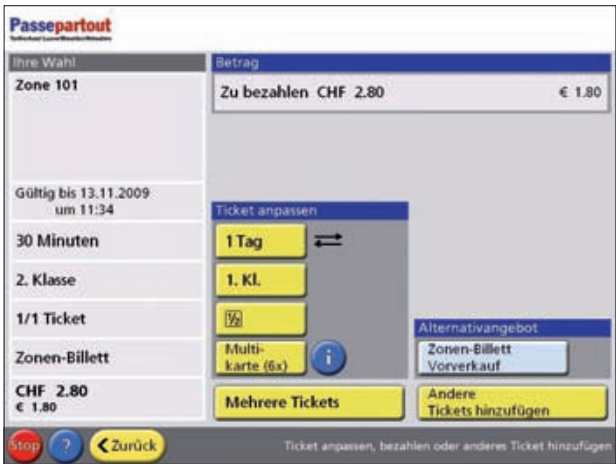 Passepartout
Ihre Wahl
Zone 101
Gültig bis 13.11.2009
um 11:34
30 Minuten
2. Klasse
1/1 Ticket
Zonen-Billett
CHF 2.80
€ 1.80
Betrag
Zu bezahlen CHF 2.80 € 1.80
Ticket anpassen
1 Tag
1. Kl.
1/2
Multi-
karte (6x)
i
Mehrere Tickets
Alternativangebot
Zonen-Billett
Vorverkauf
Andere
Tickets hinzufügen
Stop ? Zurück
Ticket anpassen, bezahlen oder anderes Ticket hinzufügen